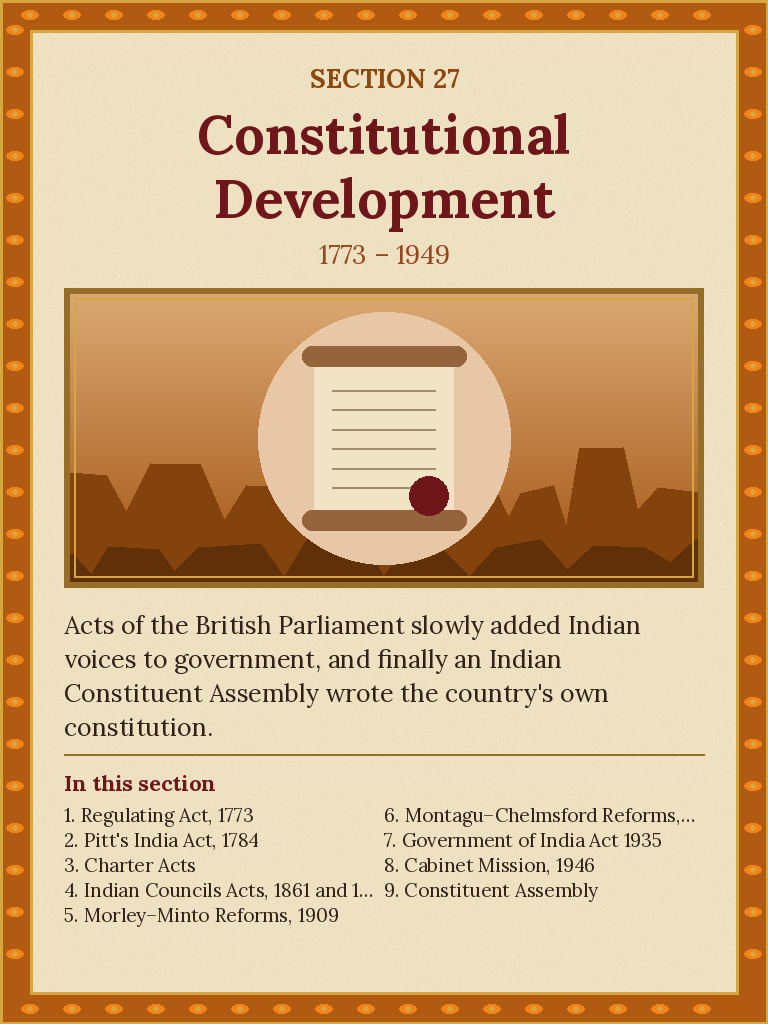 SECTION 27
Constitutional
Development
1773 – 1949
Acts of the British Parliament slowly added Indian
voices to government, and finally an Indian
Constituent Assembly wrote the country's own
constitution.
In this section
1. Regulating Act, 1773
2. Pitt's India Act, 1784
3. Charter Acts
4. Indian Councils Acts, 1861 and 1…
5. Morley–Minto Reforms, 1909
6. Montagu–Chelmsford Reforms,…
7. Government of India Act 1935
8. Cabinet Mission, 1946
9. Constituent Assembly